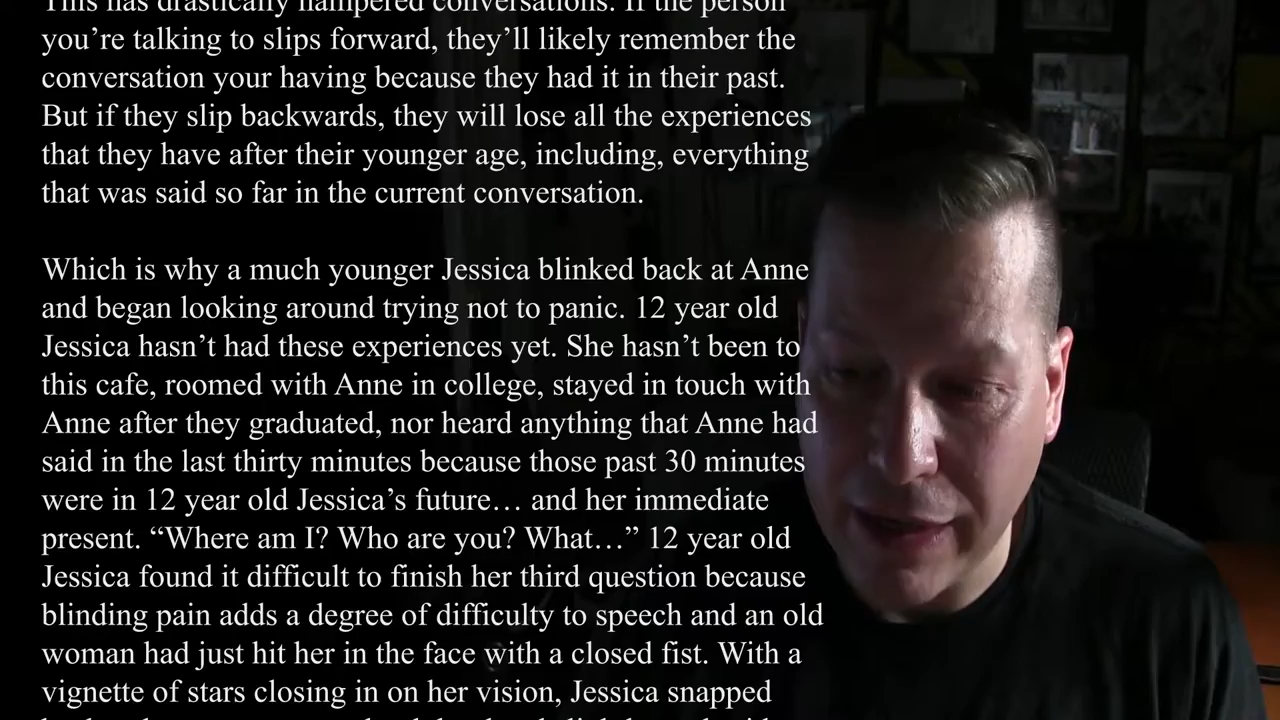 This has drastically hampered conversations. If the person
you’re talking to slips forward, they’ll likely remember the
conversation your having because they had it in their past.
But if they slip backwards, they will lose all the experiences
that they have after their younger age, including, everything
that was said so far in the current conversation.
Which is why a much younger Jessica blinked back at Anne
and began looking around trying not to panic. 12 year old
Jessica hasn’t had these experiences yet. She hasn’t been to
this cafe, roomed with Anne in college, stayed in touch with
Anne after they graduated, nor heard anything that Anne had
said in the last thirty minutes because those past 30 minutes
were in 12 year old Jessica’s future… and her immediate
present. “Where am I? Who are you? What…” 12 year old
Jessica found it difficult to finish her third question because
blinding pain adds a degree of difficulty to speech and an old
woman had just hit her in the face with a closed fist. With a
vignette of stars closing in on her vision, Jessica snapped